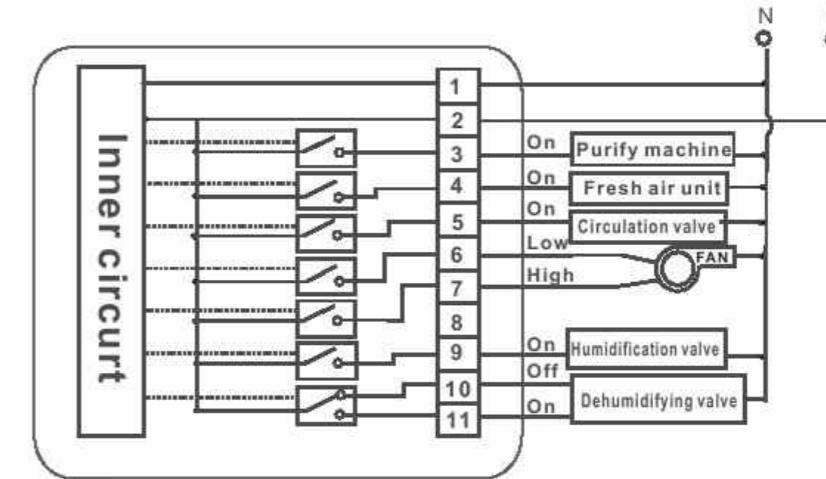 N
Inner circurt
1
2
3 On Purify machine
4 On Fresh air unit
5 On Circulation valve
6 Low FAN
7 High
8
9 On Humidification valve
10 Off Dehumidifying valve
11 On